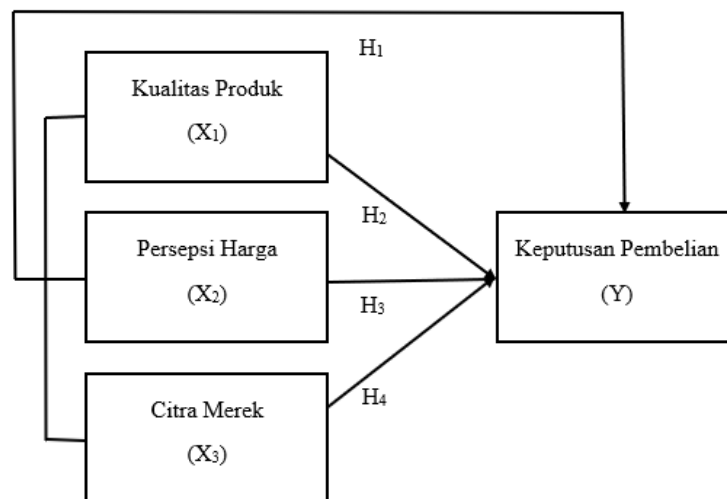 H₁
Kualitas Produk
(X₁)
H₂
Persepsi Harga
(X₂)
Keputusan Pembelian
(Y)
H₃
H₄
Citra Merek
(X₃)